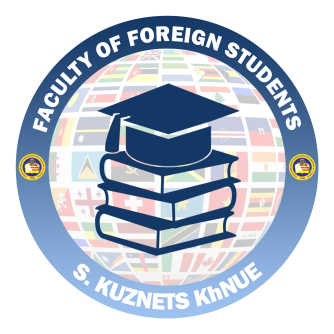 FACULTY OF FOREIGN STUDENTS
S. KUZNETS KhNUE